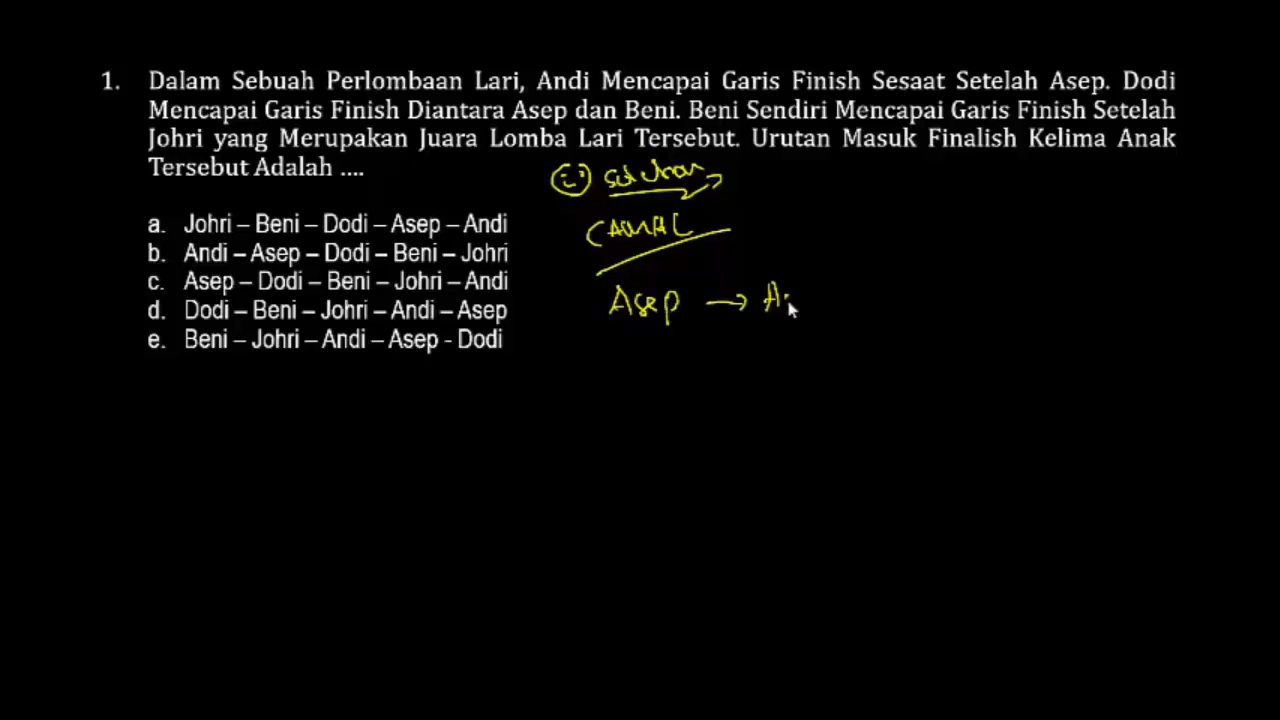 1. Dalam Sebuah Perlombaan Lari, Andi Mencapai Garis Finish Sesaat Setelah Asep. Dodi
Mencapai Garis Finish Diantara Asep dan Beni. Beni Sendiri Mencapai Garis Finish Setelah
Johri yang Merupakan Juara Lomba Lari Tersebut. Urutan Masuk Finalish Kelima Anak
Tersebut Adalah ....
a. Johri – Beni – Dodi – Asep – Andi
b. Andi – Asep – Dodi – Beni – Johri
c. Asep – Dodi – Beni – Johri – Andi
d. Dodi – Beni – Johri – Andi – Asep
e. Beni – Johri – Andi – Asep - Dodi
Asep → A